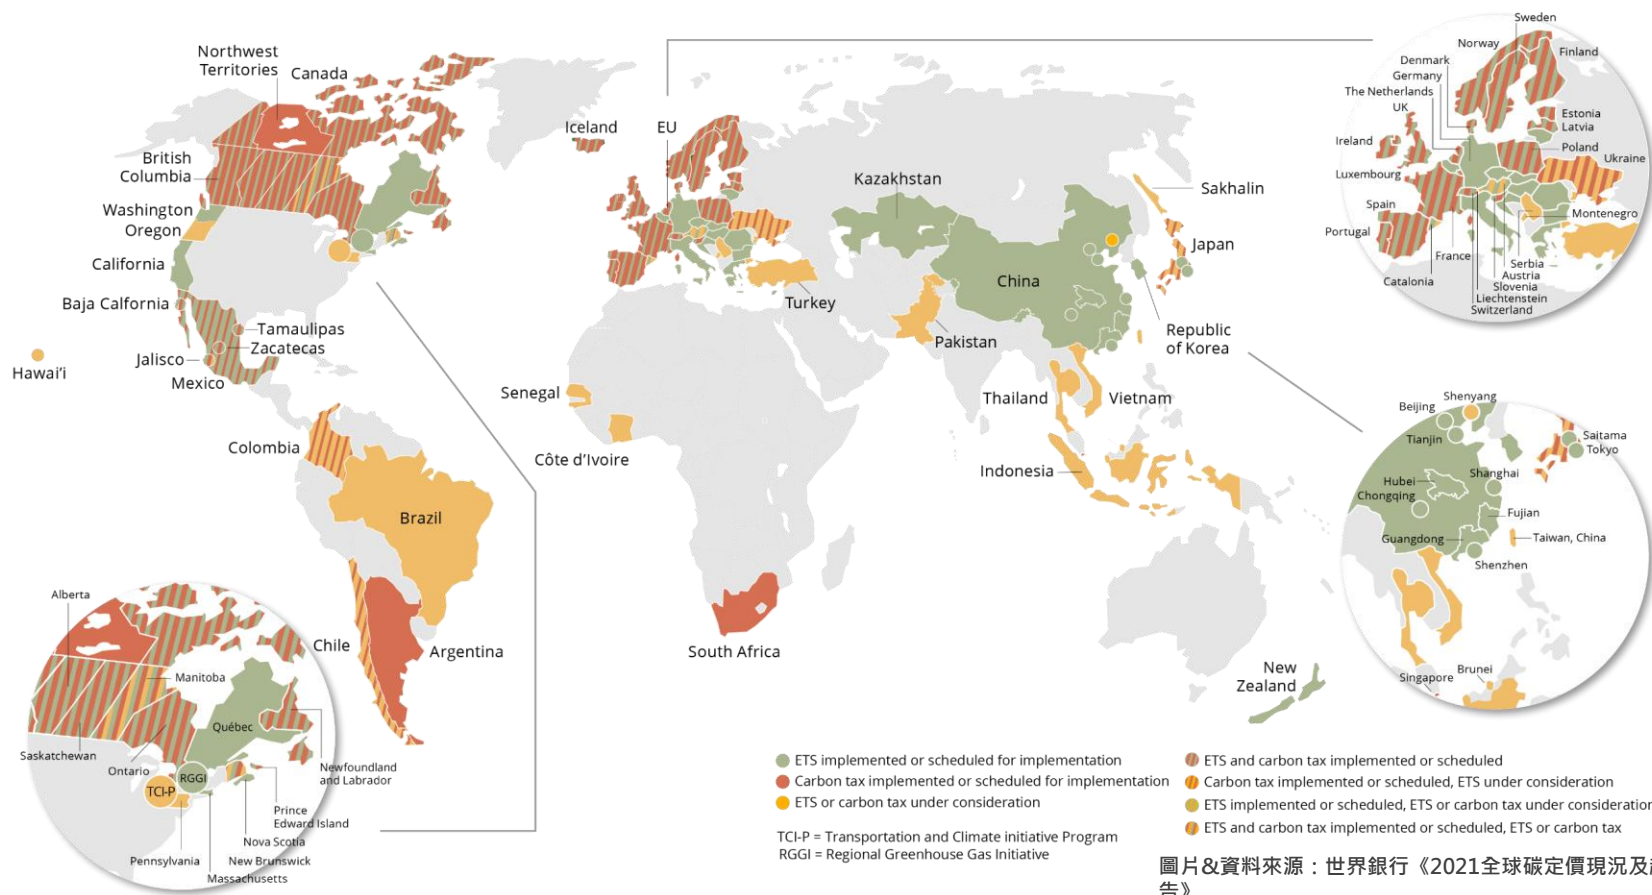 Northwest
Territories
Canada
British
Columbia
Washington
Oregon
California
Baja Calfornia
Tamaulipas
Zacatecas
Jalisco
Mexico
Hawai'i
Colombia
Brazil
Chile
Argentina
Iceland
EU
Kazakhstan
Sakhalin
Japan
China
Turkey
Pakistan
Republic
of Korea
Senegal
Côte d'Ivoire
Thailand
Vietnam
Indonesia
South Africa
New
Zealand
Sweden
Norway
Finland
Denmark
Germany
The Netherlands
UK
Estonia
Latvia
Ireland
Poland
Ukraine
Luxembourg
Spain
Montenegro
Portugal
France
Serbia
Catalonia
Austria
Slovenia
Liechtenstein
Switzerland
Shenyang
Beijing
Tianjin
Saitama
Tokyo
Shanghai
Hubei
Chongqing
Fujian
Guangdong
Taiwan, China
Shenzhen
Brunei
Singapore
Alberta
Manitoba
Québec
Saskatchewan
Ontario
Newfoundland
and Labrador
RGGI
TCI-P
Prince
Edward Island
Nova Scotia
Pennsylvania
New Brunswick
Massachusetts
ETS implemented or scheduled for implementation
Carbon tax implemented or scheduled for implementation
ETS or carbon tax under consideration
TCI-P = Transportation and Climate initiative Program
RGGI = Regional Greenhouse Gas Initiative
ETS and carbon tax implemented or scheduled
Carbon tax implemented or scheduled, ETS under consideration
ETS implemented or scheduled, ETS or carbon tax under consideration
ETS and carbon tax implemented or scheduled, ETS or carbon tax
圖片&資料來源：世界銀行《2021全球碳定價現況及
告》